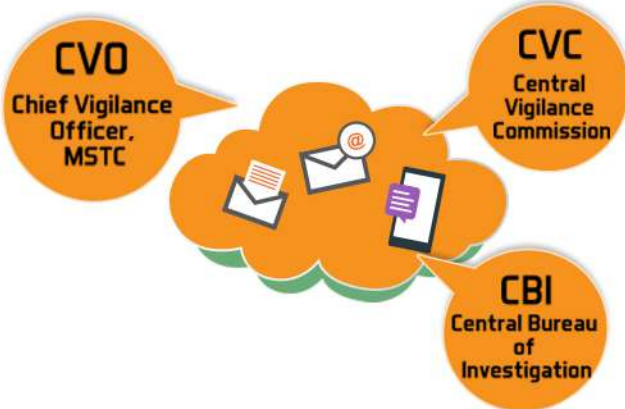 CVO
Chief Vigilance
Officer,
MSTC
CVC
Central
Vigilance
Commission
@
CBI
Central Bureau
of
Investigation